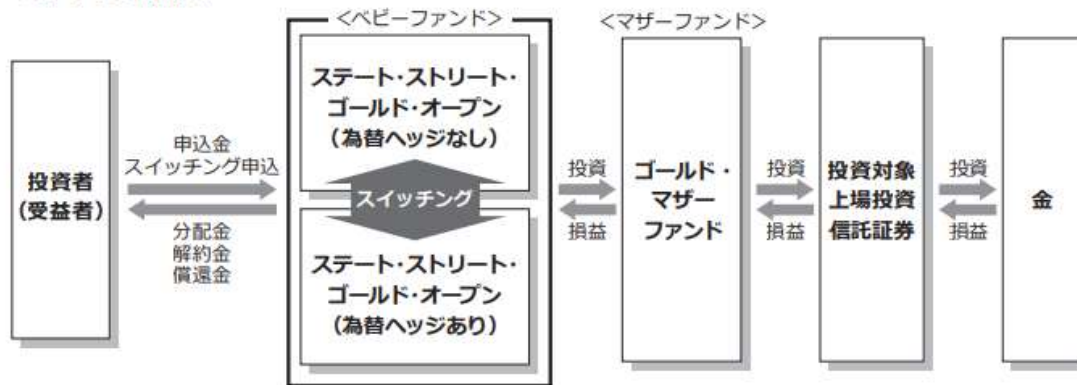 <ベビーファンド>
<マザーファンド>
投資者
(受益者)
申込金
スイッチング申込
分配金
解約金
償還金
ステート・ストリート・
ゴールド・オープン
(為替ヘッジなし)
スイッチング
ステート・ストリート・
ゴールド・オープン
(為替ヘッジあり)
投資
損益
ゴールド・
マザー
ファンド
投資
損益
投資対象
上場投資
信託証券
投資
損益
金